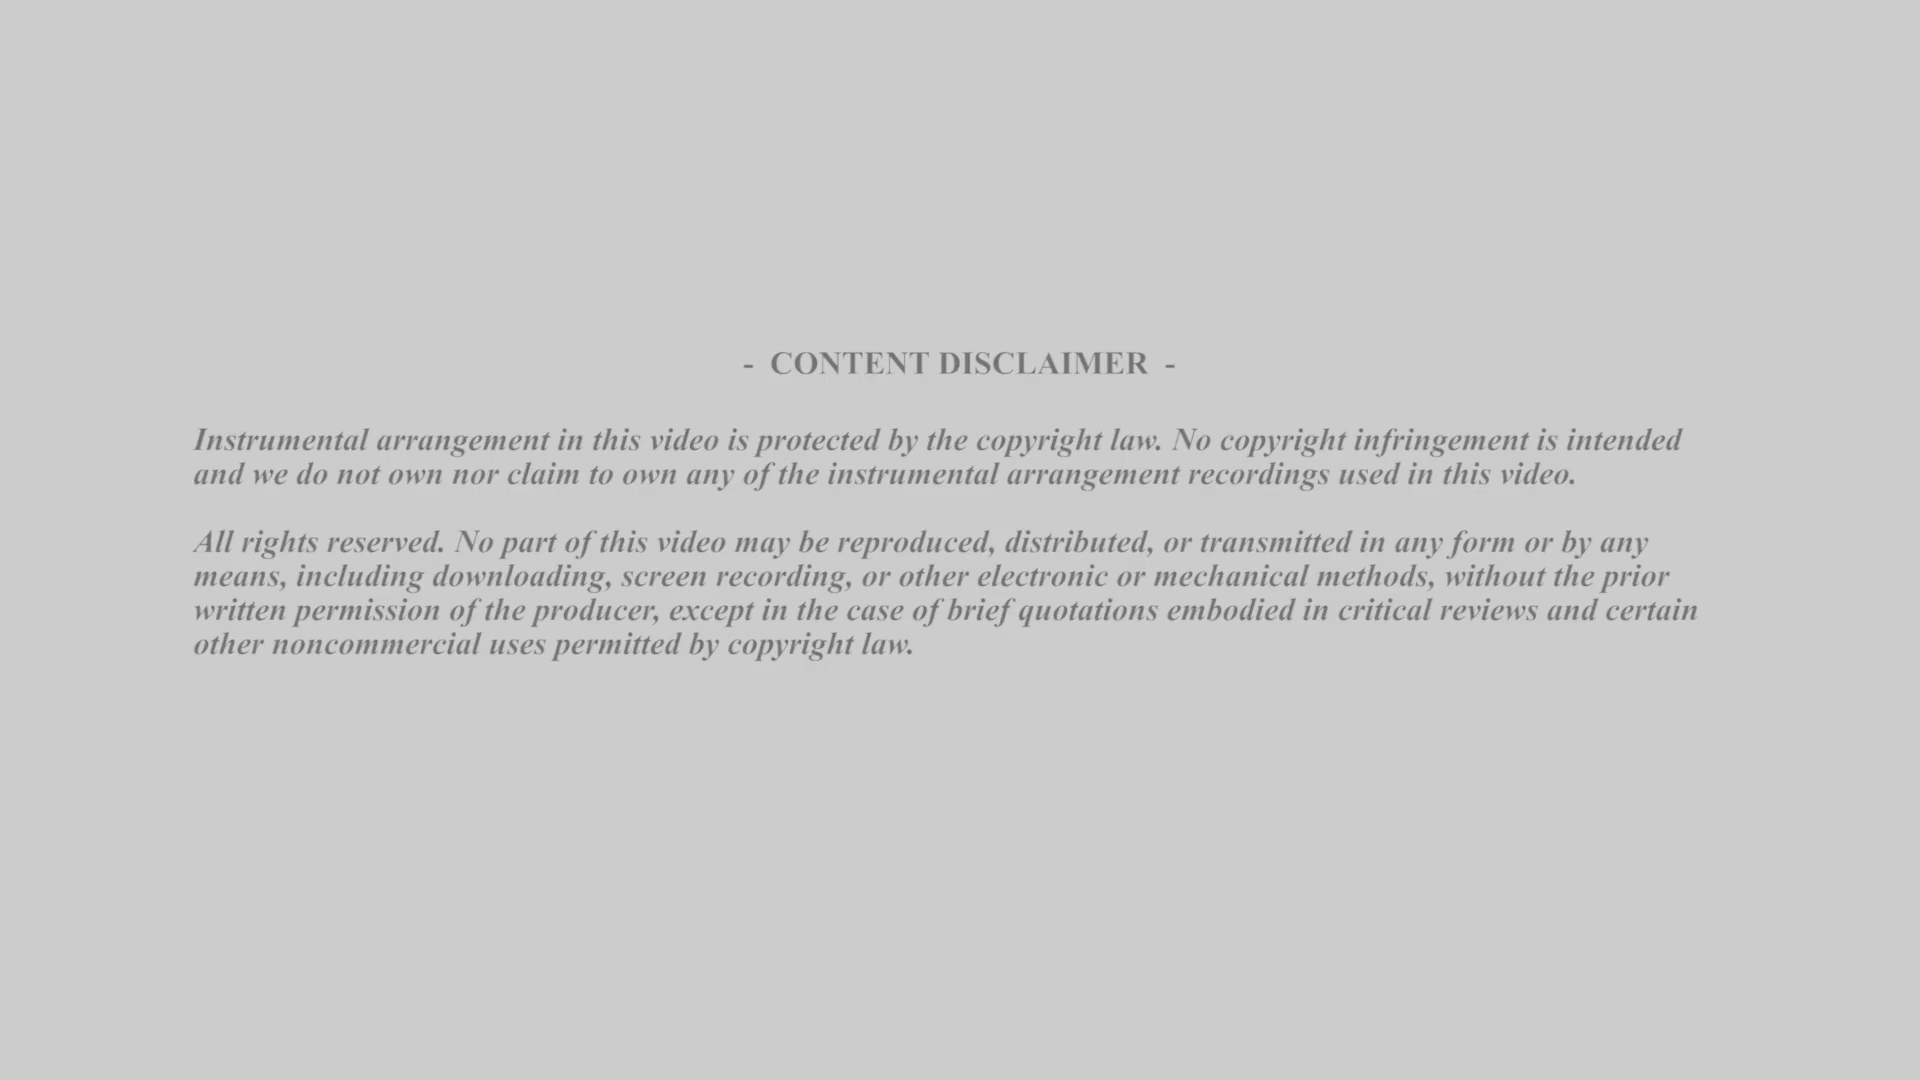 - CONTENT DISCLAIMER -
Instrumental arrangement in this video is protected by the copyright law. No copyright infringement is intended
and we do not own nor claim to own any of the instrumental arrangement recordings used in this video.
All rights reserved. No part of this video may be reproduced, distributed, or transmitted in any form or by any
means, including downloading, screen recording, or other electronic or mechanical methods, without the prior
written permission of the producer, except in the case of brief quotations embodied in critical reviews and certain
other noncommercial uses permitted by copyright law.